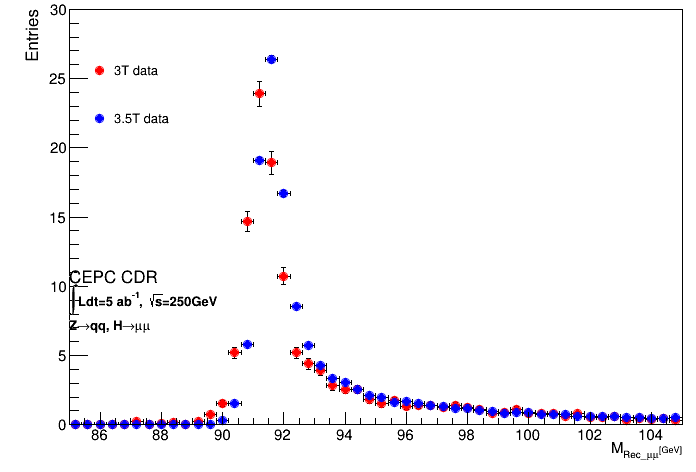 Entries
30
25
20
15
10
5
0
3T data
3.5T data
CEPC CDR
∫Ldt=5 ab⁻¹, √s=250GeV
Z→qq, H→μμ
86 88 90 92 94 96 98 100 102 104
M_Rec_μμ[GeV]